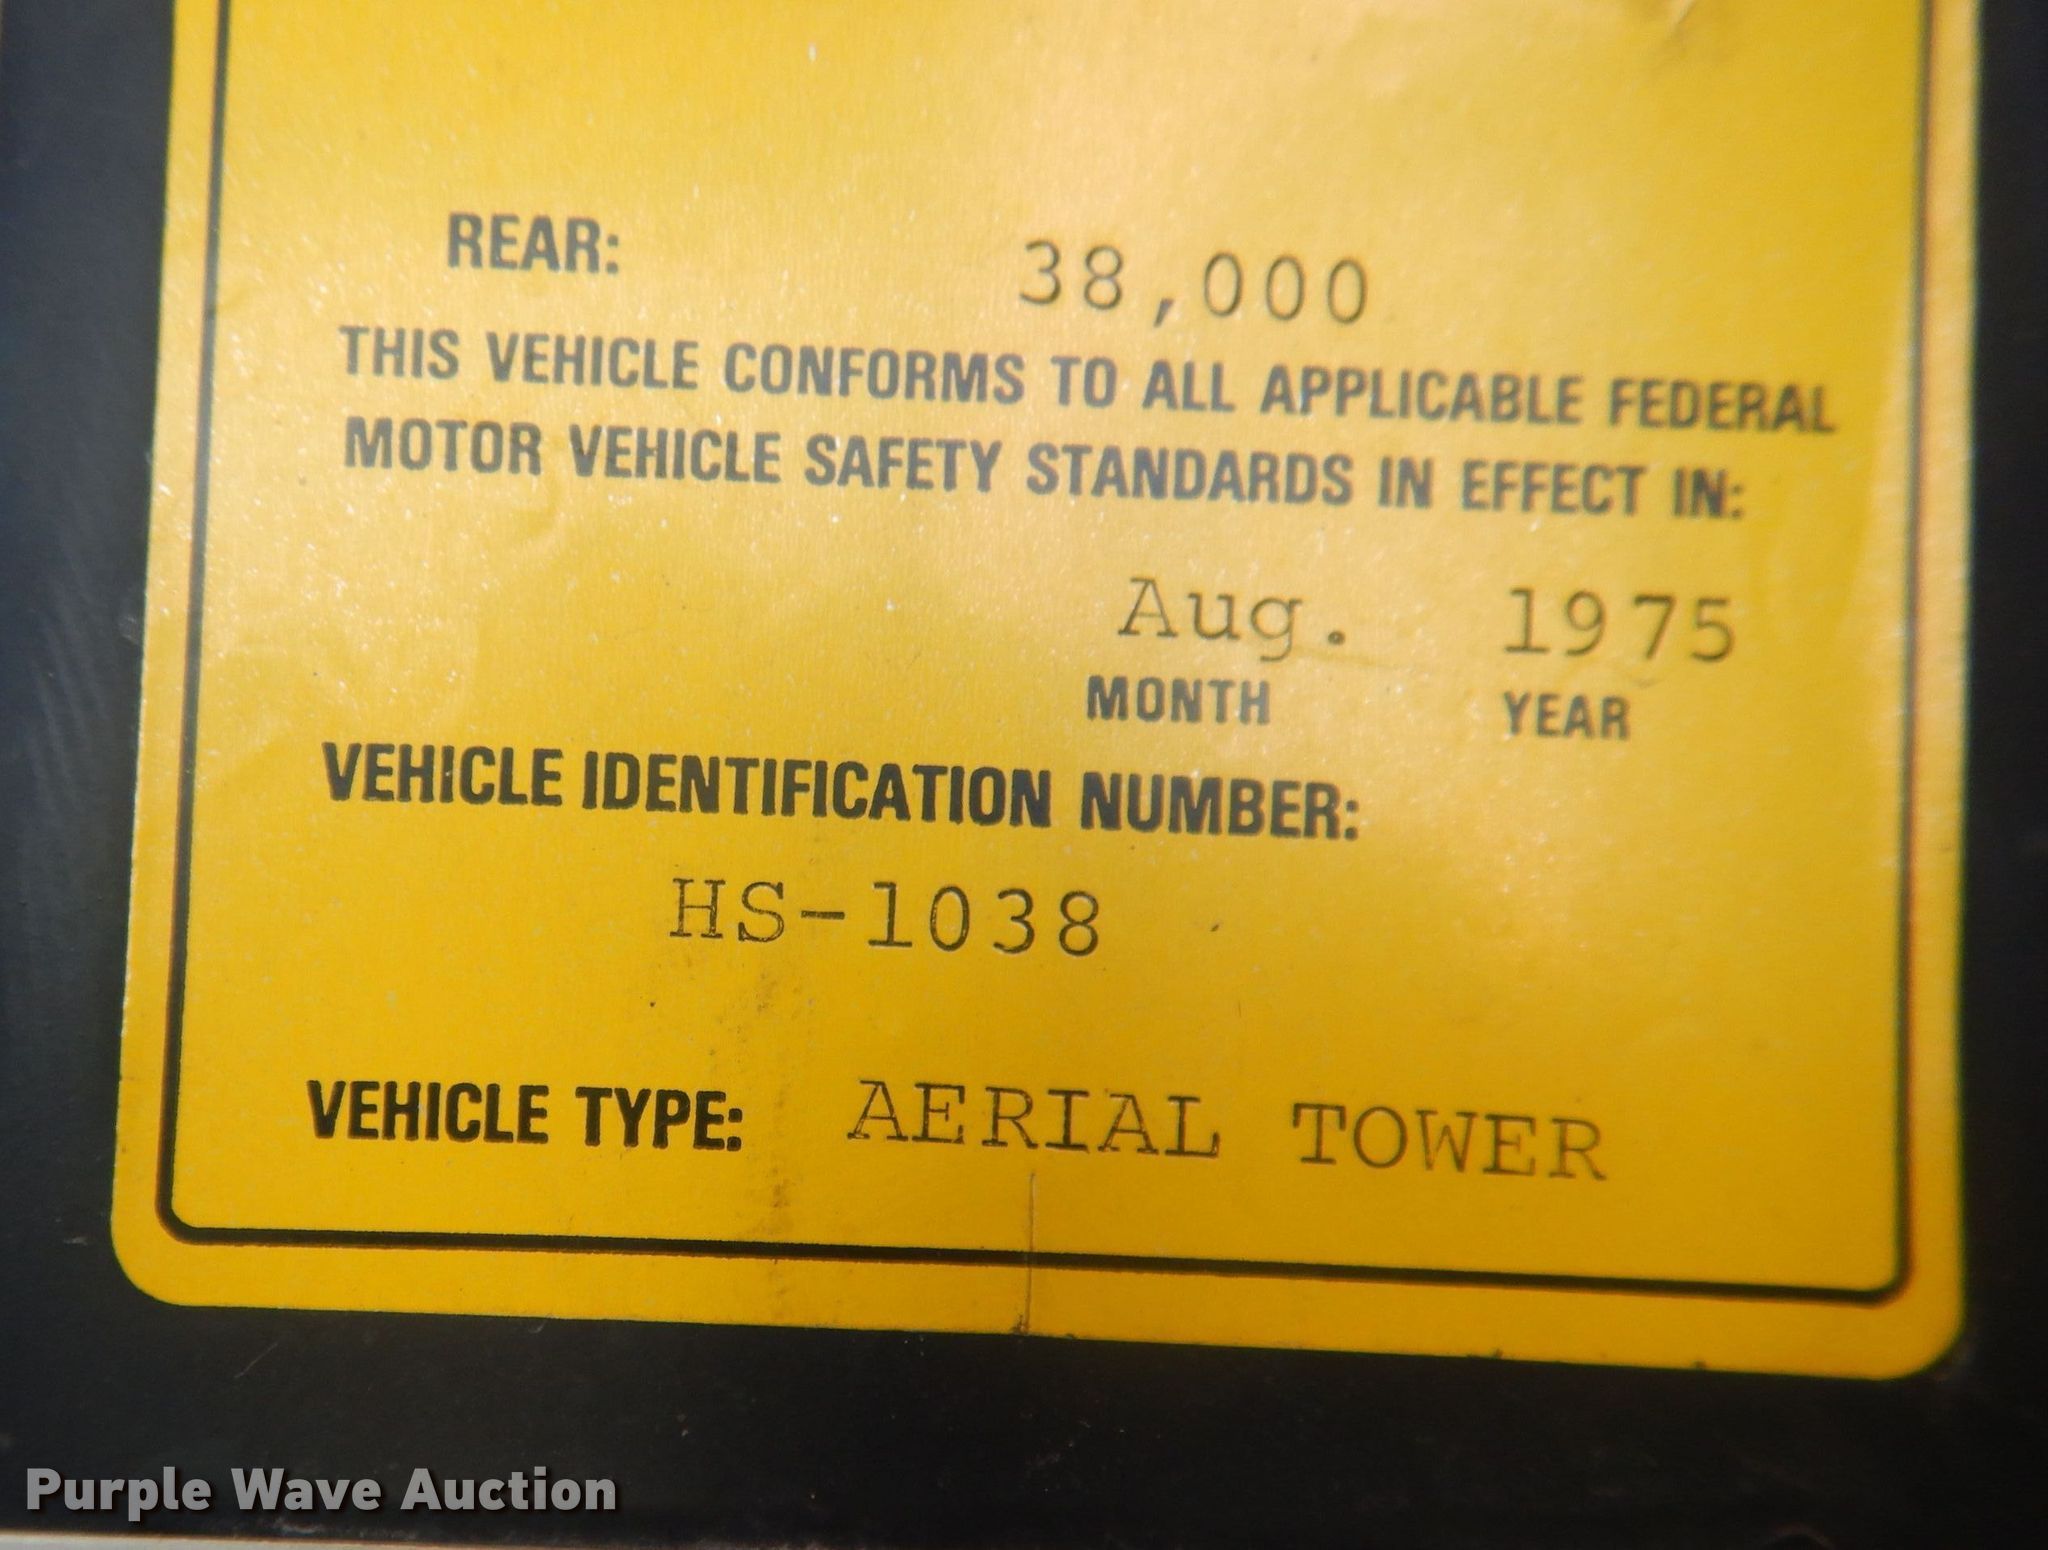 REAR: 38,000
THIS VEHICLE CONFORMS TO ALL APPLICABLE FEDERAL
MOTOR VEHICLE SAFETY STANDARDS IN EFFECT IN:
Aug. 1975
MONTH YEAR
VEHICLE IDENTIFICATION NUMBER:
HS-1038
VEHICLE TYPE: AERIAL TOWER
Purple Wave Auction